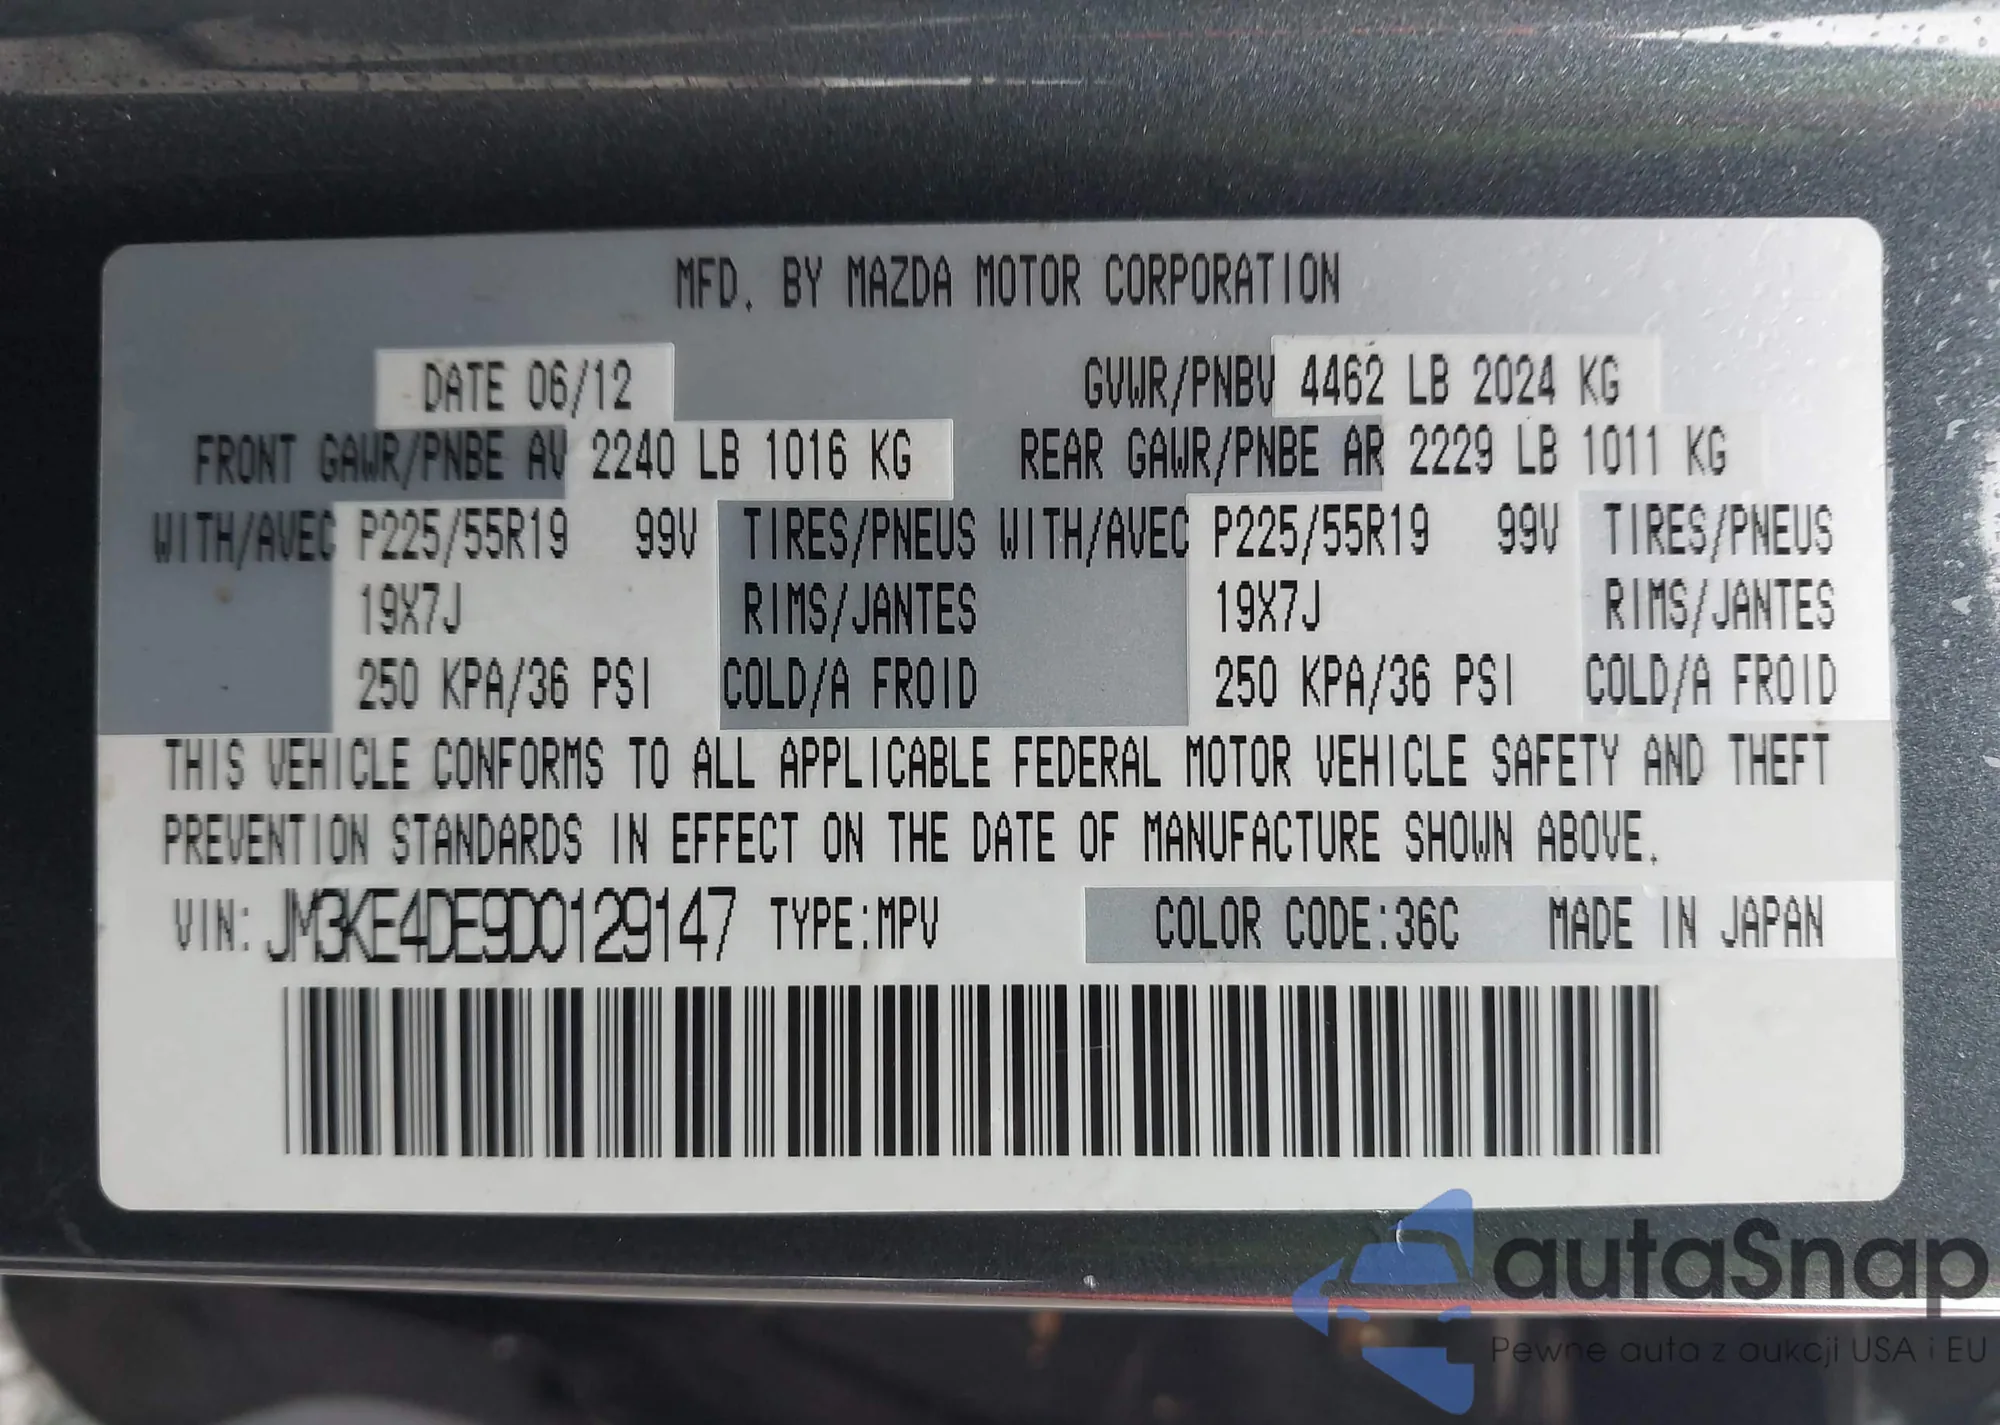 MFD. BY MAZDA MOTOR CORPORATION
DATE 06/12 GVWR/PNBV 4462 LB 2024 KG
FRONT GAWR/PNBE AV 2240 LB 1016 KG REAR GAWR/PNBE AR 2229 LB 1011 KG
WITH/AVEC P225/55R19 99V TIRES/PNEUS WITH/AVEC P225/55R19 99V TIRES/PNEUS
19X7J RIMS/JANTES 19X7J RIMS/JANTES
250 KPA/36 PSI COLD/A FROID 250 KPA/36 PSI COLD/A FROID
THIS VEHICLE CONFORMS TO ALL APPLICABLE FEDERAL MOTOR VEHICLE SAFETY AND THEFT
PREVENTION STANDARDS IN EFFECT ON THE DATE OF MANUFACTURE SHOWN ABOVE.
VIN: JM3KE4DE9D0129147 TYPE:MPV COLOR CODE:36C MADE IN JAPAN
autaSnap
Pewne auta z aukcji USA i EU